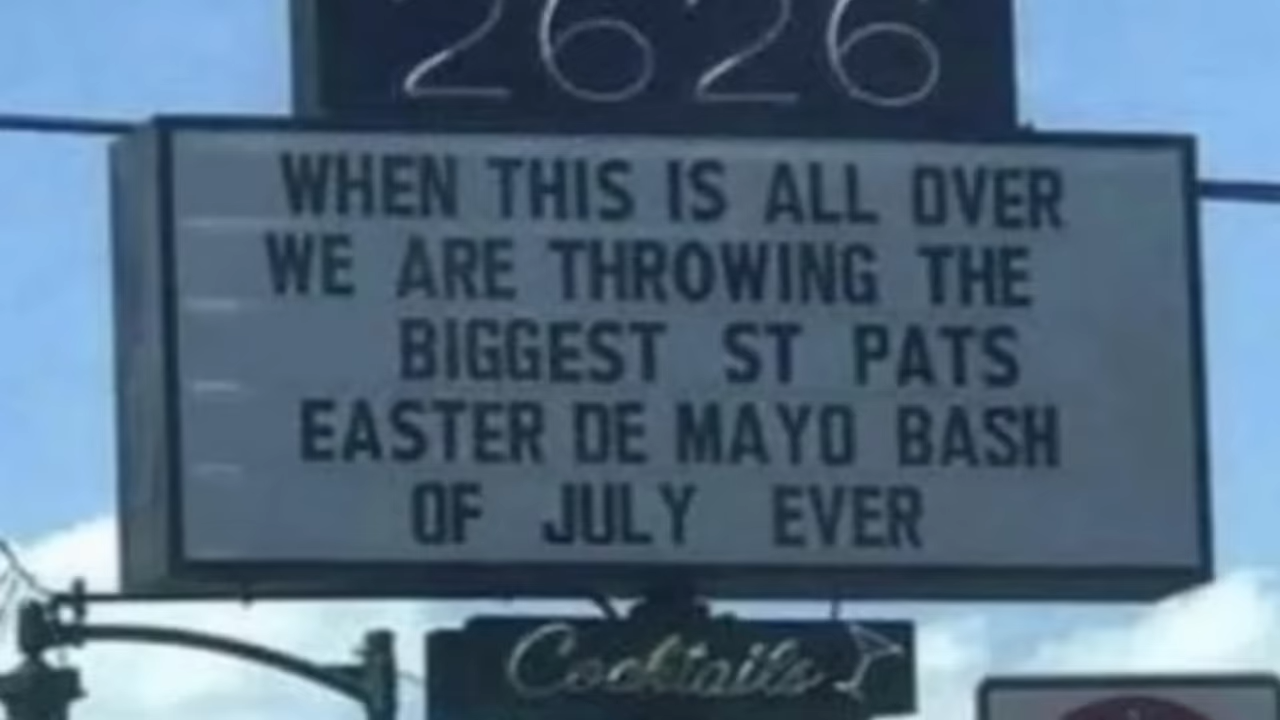 2626
WHEN THIS IS ALL OVER
WE ARE THROWING THE
BIGGEST ST PATS
EASTER DE MAYO BASH
OF JULY EVER
Cocktails